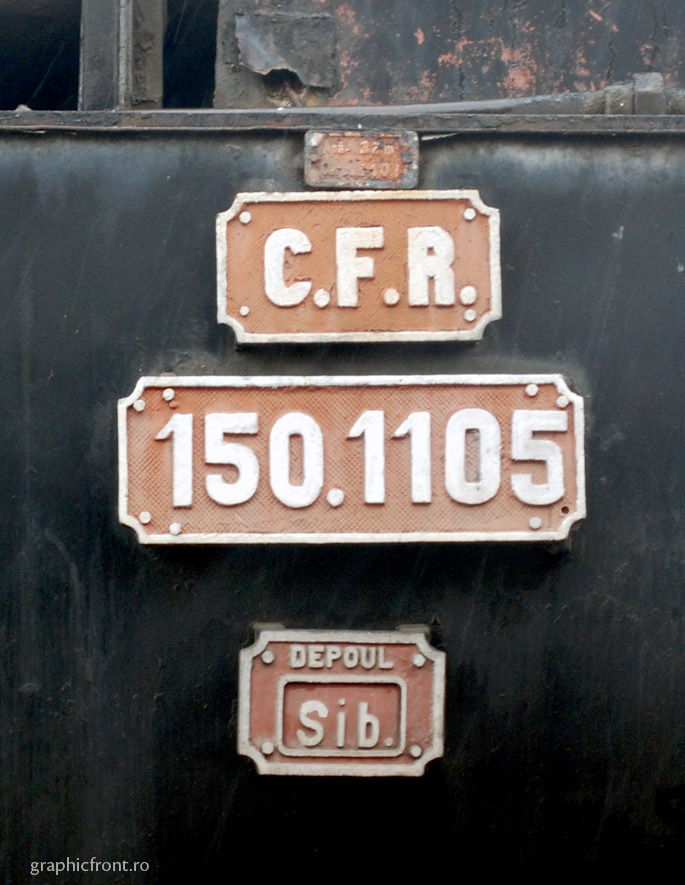 C.F.R.
150.1105
DEPOUL
Sib.
graphicfront.ro